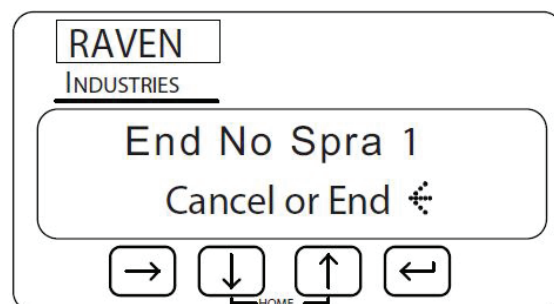 RAVEN
INDUSTRIES
End No Spra 1
Cancel or End
HOME